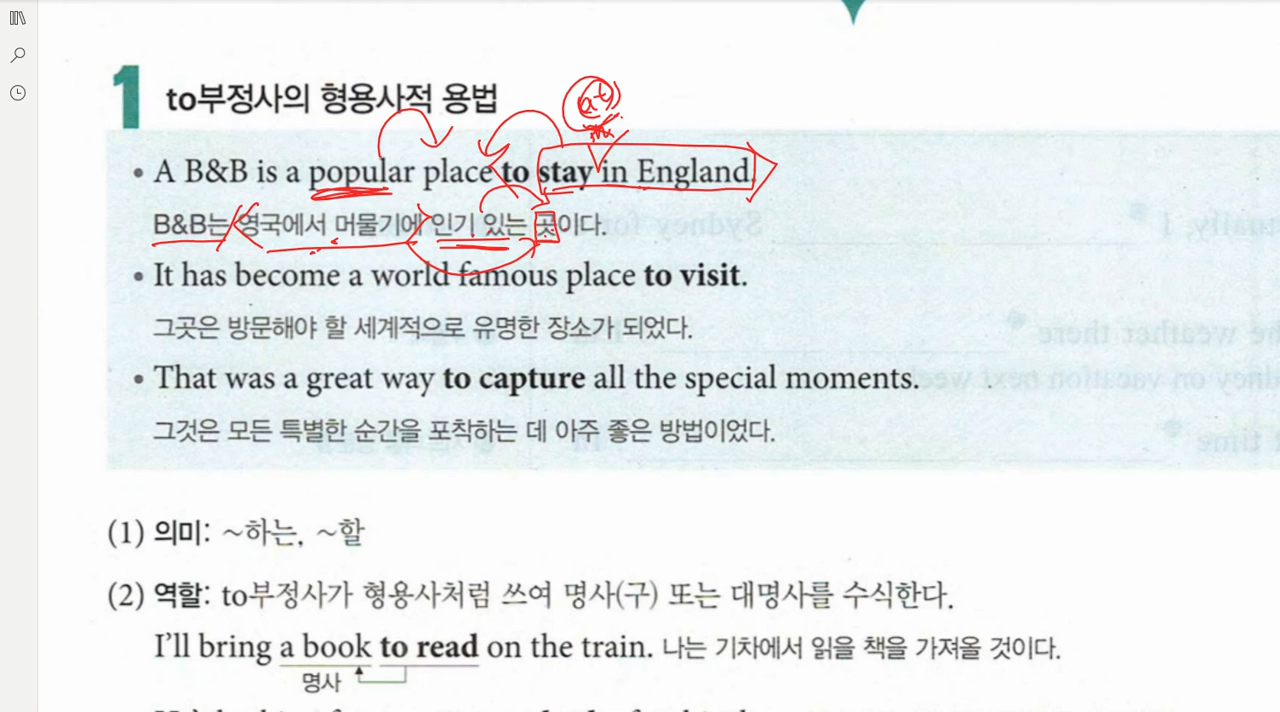 1 to부정사의 형용사적 용법
at
• A B&B is a popular place to stay in England.
B&B는 영국에서 머물기에 인기 있는 곳이다.
• It has become a world famous place to visit.
그곳은 방문해야 할 세계적으로 유명한 장소가 되었다.
• That was a great way to capture all the special moments.
그것은 모든 특별한 순간을 포착하는 데 아주 좋은 방법이었다.
(1) 의미: ~하는, ~할
(2) 역할: to부정사가 형용사처럼 쓰여 명사(구) 또는 대명사를 수식한다.
I'll bring a book to read on the train. 나는 기차에서 읽을 책을 가져올 것이다.
명사